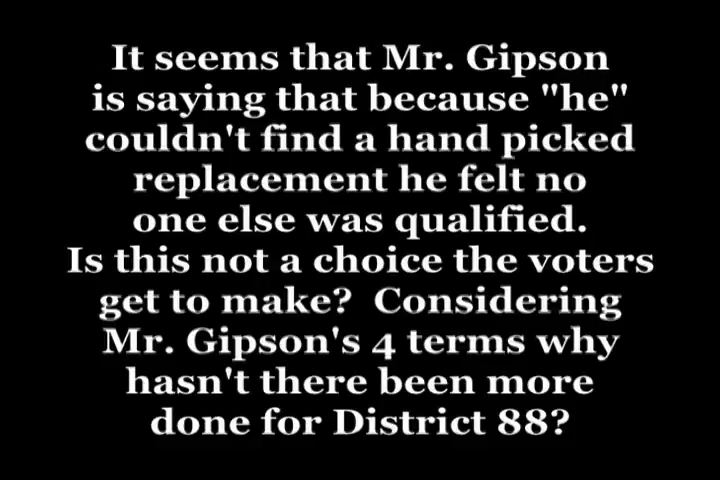 It seems that Mr. Gipson
is saying that because "he"
couldn't find a hand picked
replacement he felt no
one else was qualified.
Is this not a choice the voters
get to make?  Considering
Mr. Gipson's 4 terms why
hasn't there been more
done for District 88?